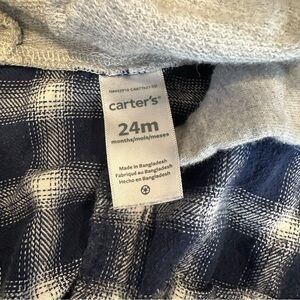 carter's
24m
months/mois/meses
Made in Bangladesh
Fabriqué au Bangladesh
Hecho en Bangladesh